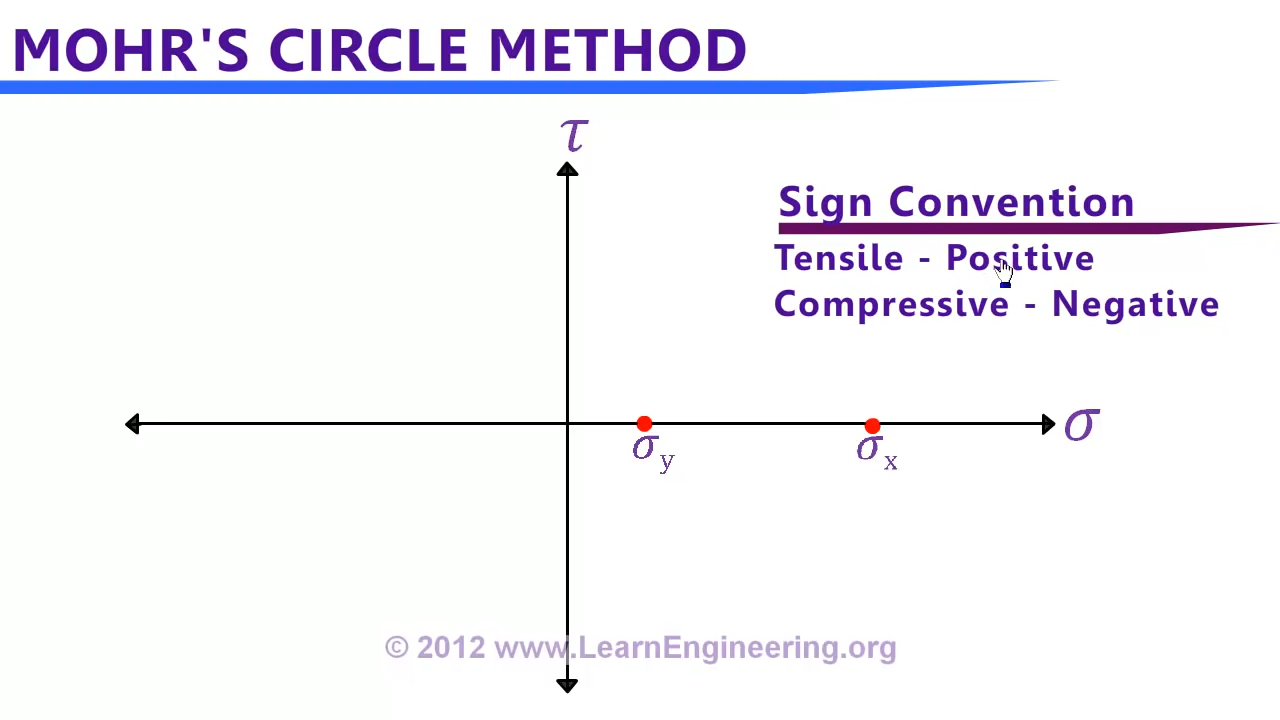 MOHR'S CIRCLE METHOD
τ
Sign Convention
Tensile - Positive
Compressive - Negative
σ
σy
σx
© 2012 www.LearnEngineering.org